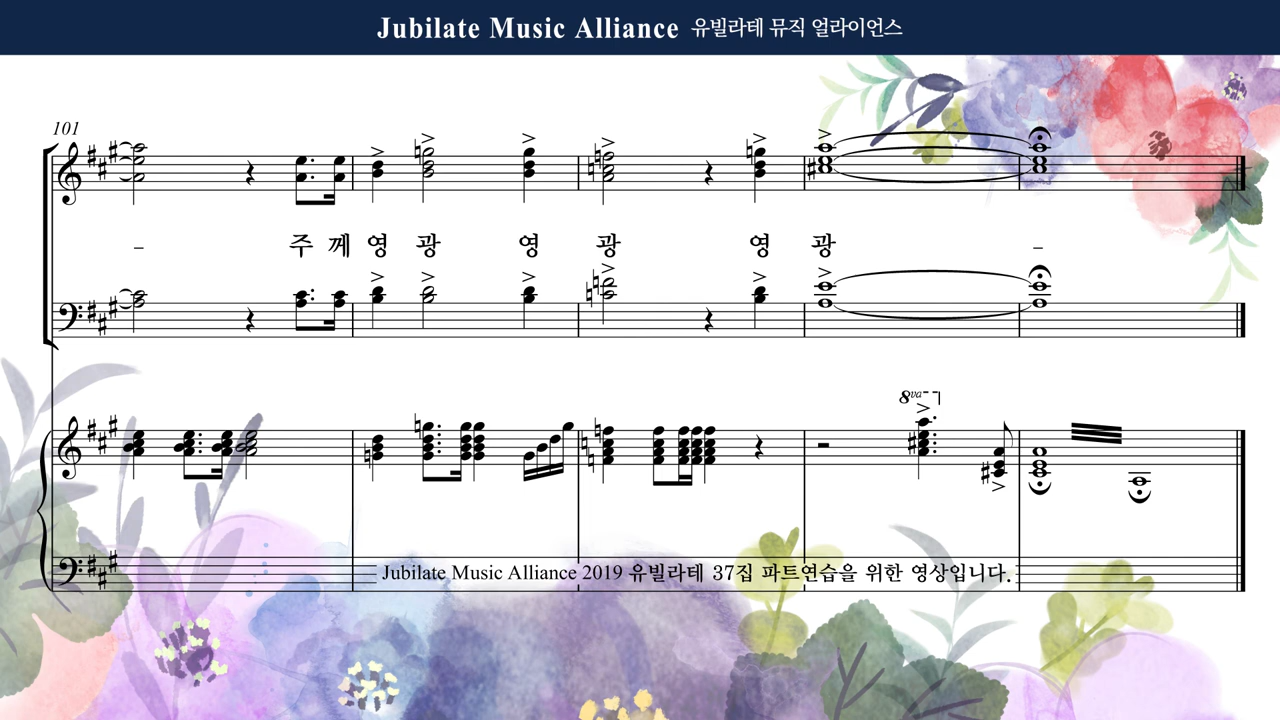 Jubilate Music Alliance 유빌라테 뮤직 얼라이언스
101
– 주 께 영 광 영 광 영 광 –
8va
Jubilate Music Alliance 2019 유빌라테 37집 파트연습을 위한 영상입니다.